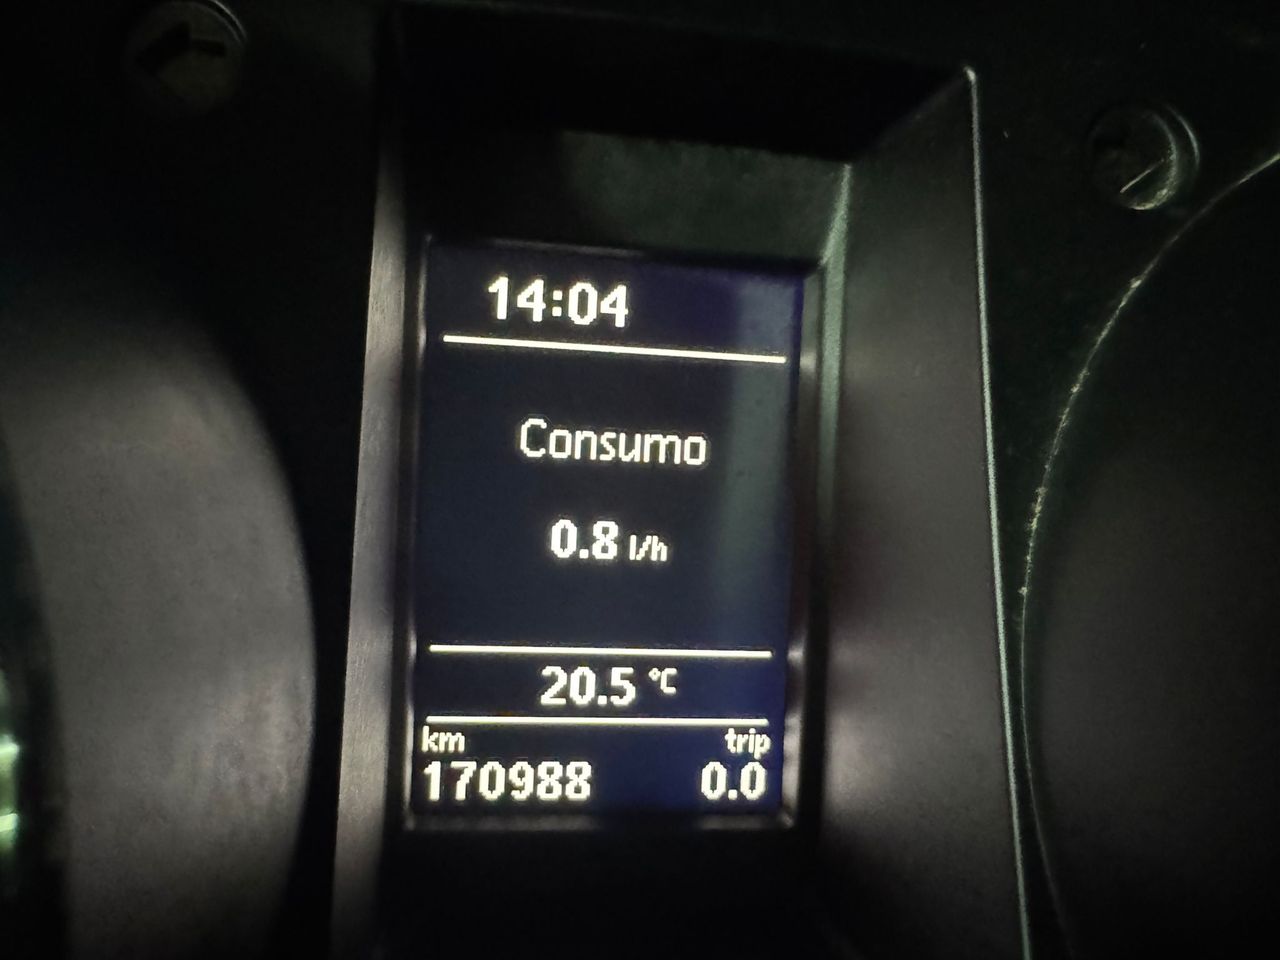 14:04
Consumo
0.8 l/h
20.5 °C
km trip
170988 0.0